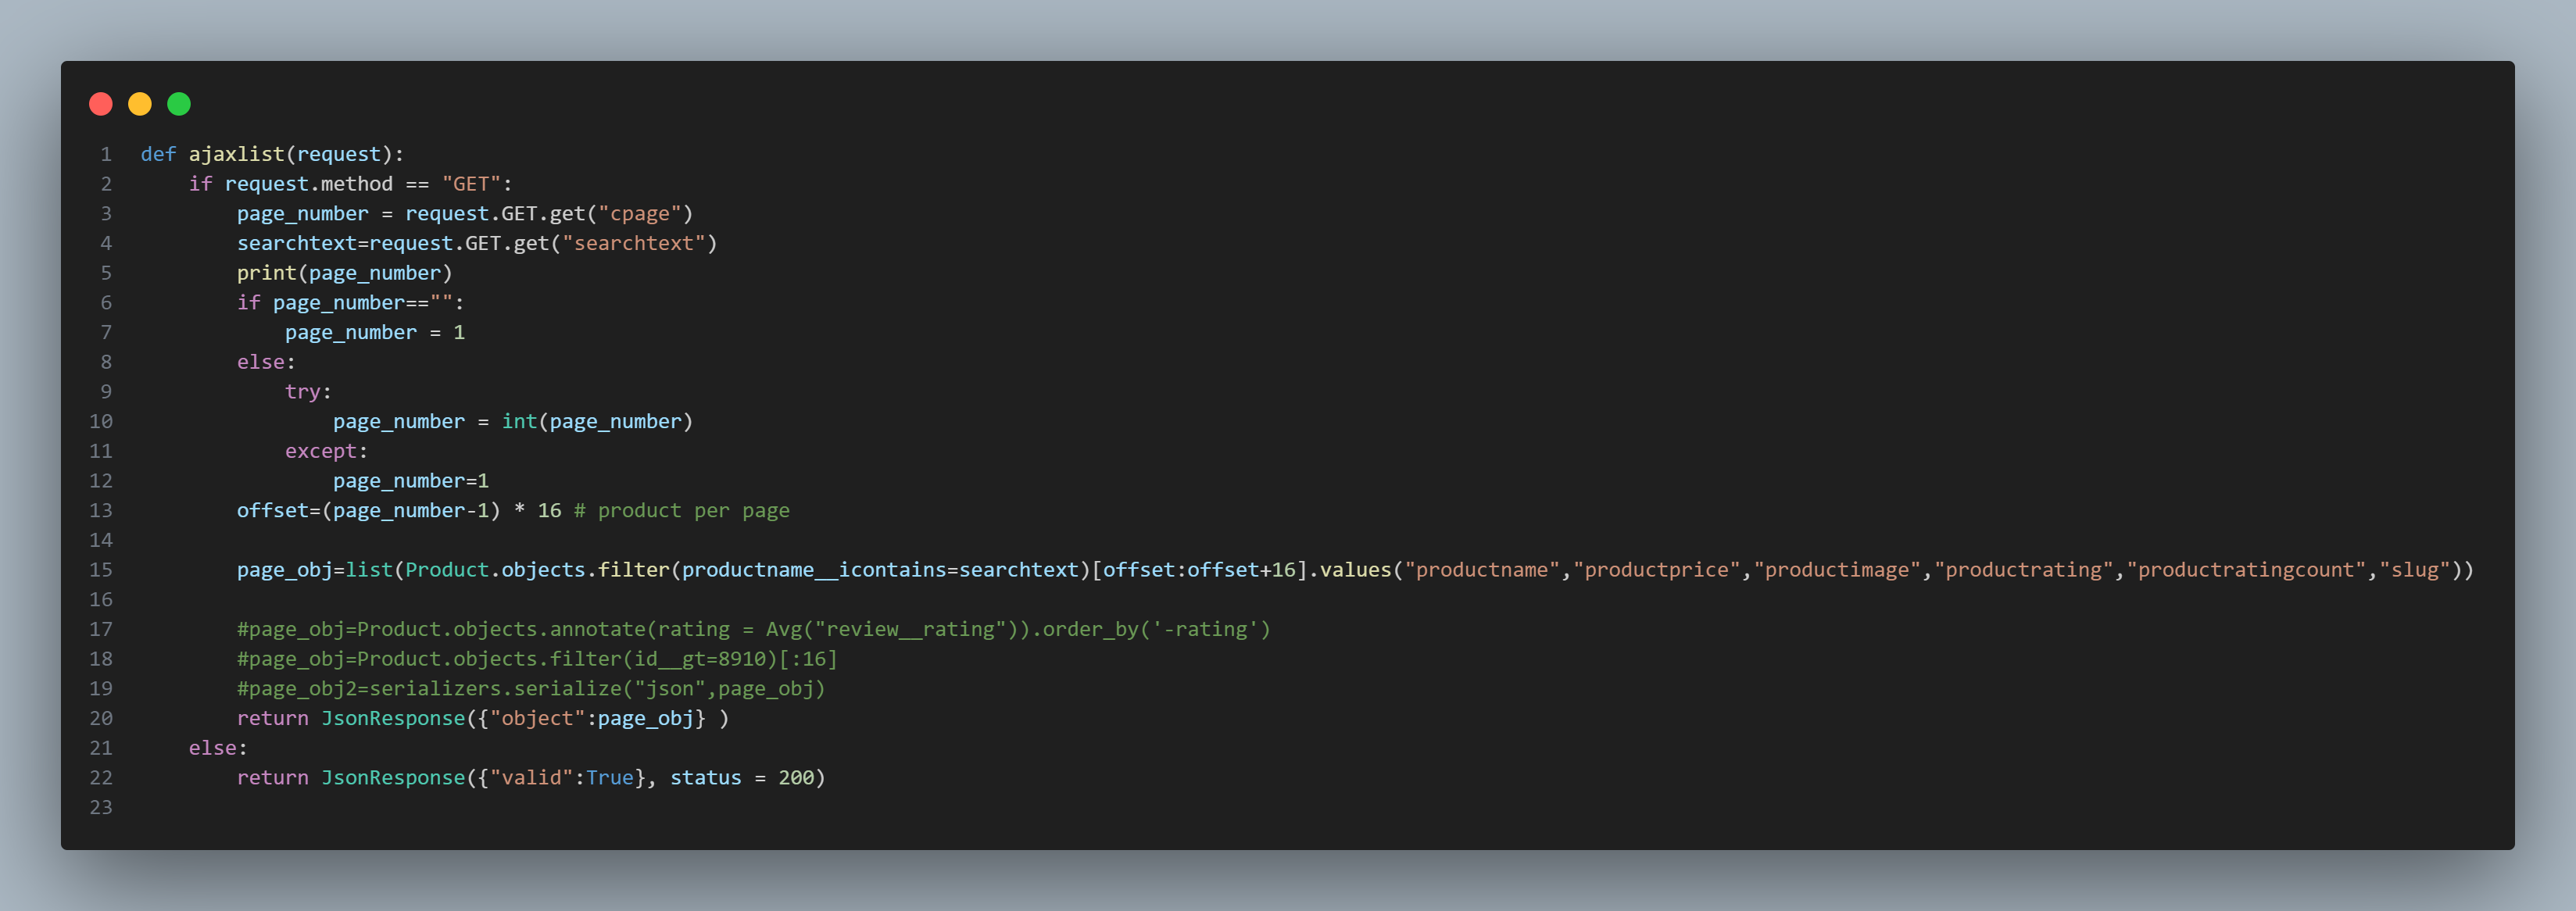 1 def ajaxlist(request):
2     if request.method == "GET":
3         page_number = request.GET.get("cpage")
4         searchtext=request.GET.get("searchtext")
5         print(page_number)
6         if page_number=="":
7             page_number = 1
8         else:
9             try:
10                 page_number = int(page_number)
11             except:
12                 page_number=1
13         offset=(page_number-1) * 16 # product per page
14
15         page_obj=list(Product.objects.filter(productname__icontains=searchtext)[offset:offset+16].values("productname","productprice","productimage","productrating","productratingcount","slug"))
16
17         #page_obj=Product.objects.annotate(rating = Avg("review__rating")).order_by('-rating')
18         #page_obj=Product.objects.filter(id__gt=8910)[:16]
19         #page_obj2=serializers.serialize("json",page_obj)
20         return JsonResponse({"object":page_obj} )
21     else:
22         return JsonResponse({"valid":True}, status = 200)
23